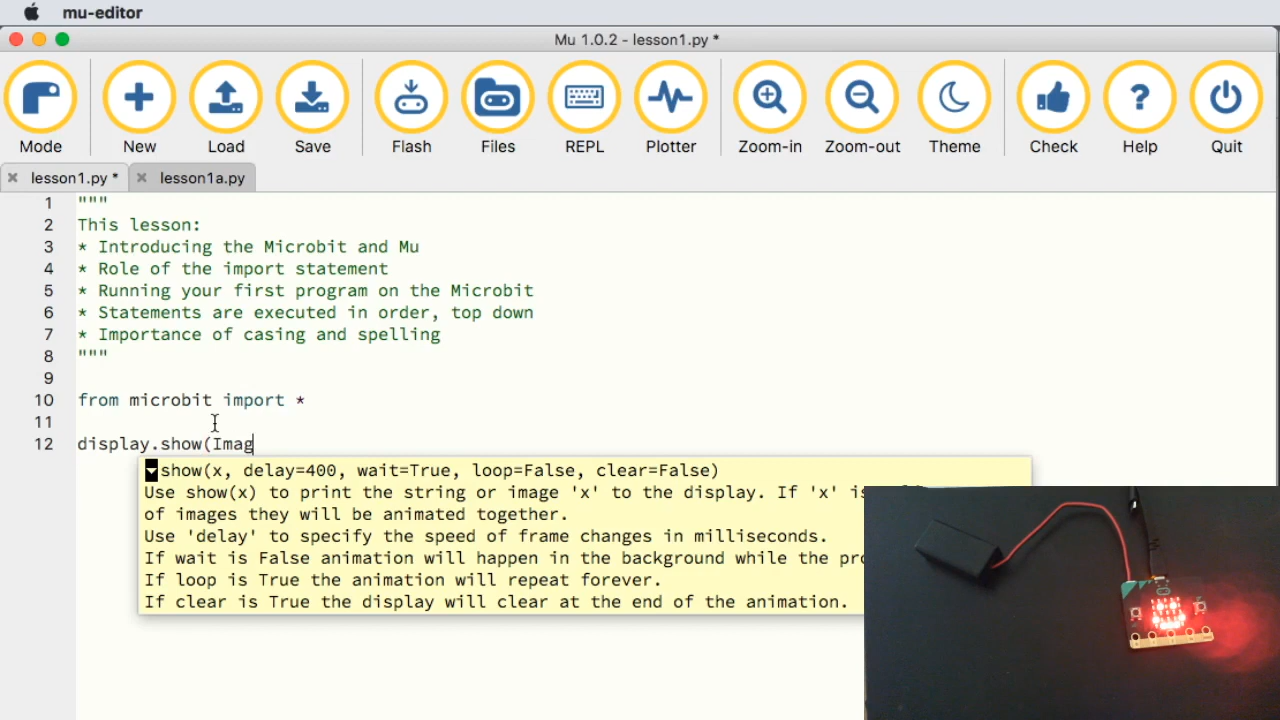 mu-editor
Mu 1.0.2 - lesson1.py *
Mode New Load Save Flash Files REPL Plotter Zoom-in Zoom-out Theme Check Help Quit
lesson1.py * lesson1a.py
1 """
2 This lesson:
3 * Introducing the Microbit and Mu
4 * Role of the import statement
5 * Running your first program on the Microbit
6 * Statements are executed in order, top down
7 * Importance of casing and spelling
8 """
9
10 from microbit import *
11
12 display.show(Imag
show(x, delay=400, wait=True, loop=False, clear=False)
Use show(x) to print the string or image 'x' to the display. If 'x' is
of images they will be animated together.
Use 'delay' to specify the speed of frame changes in milliseconds.
If wait is False animation will happen in the background while the
If loop is True the animation will repeat forever.
If clear is True the display will clear at the end of the animation.